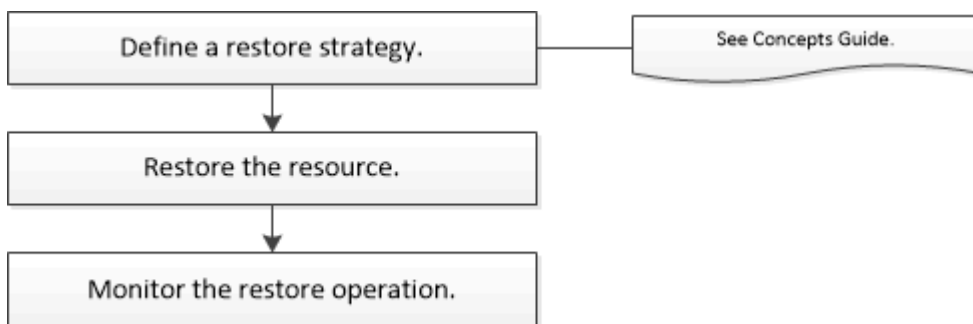 Define a restore strategy.
See Concepts Guide.
Restore the resource.
Monitor the restore operation.